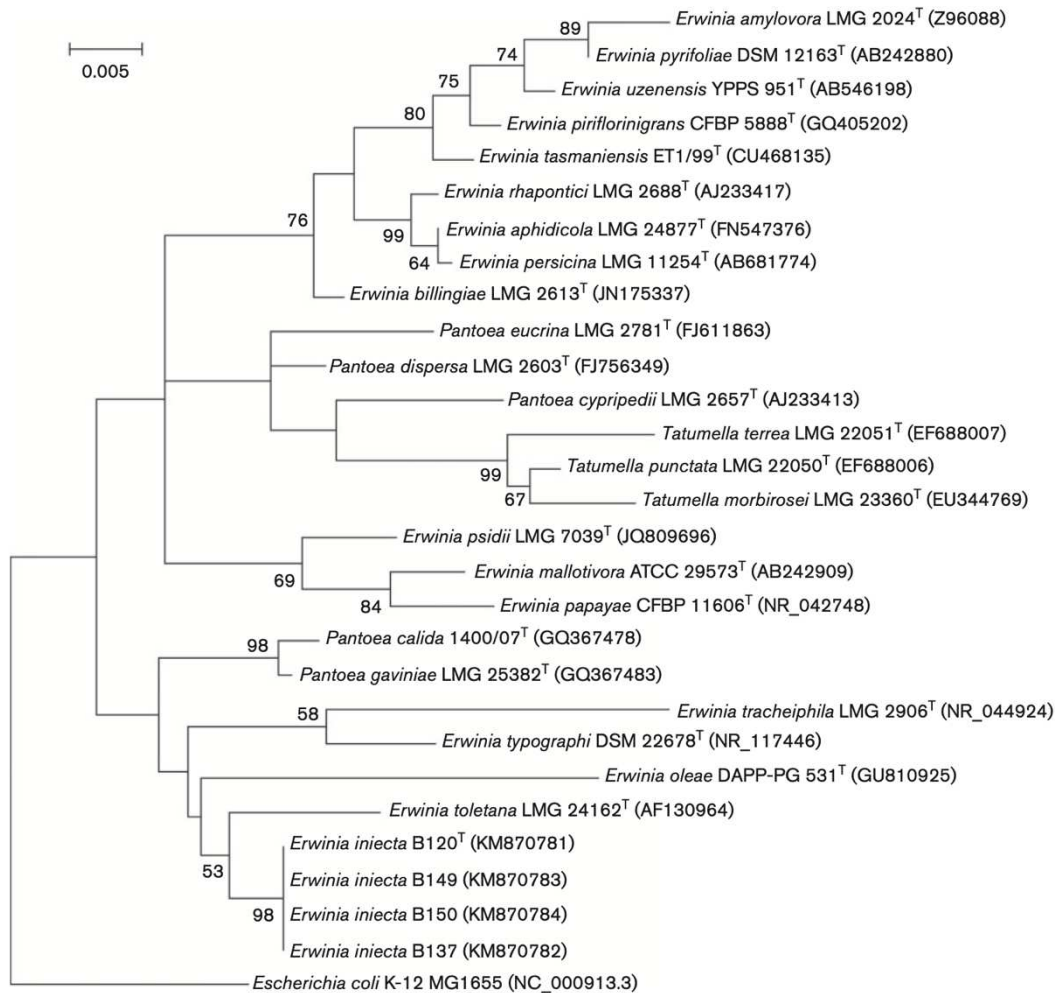 0.005
89
Erwinia amylovora LMG 2024ᵀ (Z96088)
Erwinia pyrifoliae DSM 12163ᵀ (AB242880)
74
Erwinia uzenensis YPPS 951ᵀ (AB546198)
75
Erwinia piriflorinigrans CFBP 5888ᵀ (GQ405202)
80
Erwinia tasmaniensis ET1/99ᵀ (CU468135)
Erwinia rhapontici LMG 2688ᵀ (AJ233417)
76
99
Erwinia aphidicola LMG 24877ᵀ (FN547376)
64
Erwinia persicina LMG 11254ᵀ (AB681774)
Erwinia billingiae LMG 2613ᵀ (JN175337)
Pantoea eucrina LMG 2781ᵀ (FJ611863)
Pantoea dispersa LMG 2603ᵀ (FJ756349)
Pantoea cypripedii LMG 2657ᵀ (AJ233413)
Tatumella terrea LMG 22051ᵀ (EF688007)
99
Tatumella punctata LMG 22050ᵀ (EF688006)
67
Tatumella morbirosei LMG 23360ᵀ (EU344769)
Erwinia psidii LMG 7039ᵀ (JQ809696)
69
Erwinia mallotivora ATCC 29573ᵀ (AB242909)
84
Erwinia papayae CFBP 11606ᵀ (NR_042748)
98
Pantoea calida 1400/07ᵀ (GQ367478)
Pantoea gaviniae LMG 25382ᵀ (GQ367483)
58
Erwinia tracheiphila LMG 2906ᵀ (NR_044924)
Erwinia typographi DSM 22678ᵀ (NR_117446)
Erwinia oleae DAPP-PG 531ᵀ (GU810925)
Erwinia toletana LMG 24162ᵀ (AF130964)
53
Erwinia iniecta B120ᵀ (KM870781)
Erwinia iniecta B149 (KM870783)
98
Erwinia iniecta B150 (KM870784)
Erwinia iniecta B137 (KM870782)
Escherichia coli K-12 MG1655 (NC_000913.3)